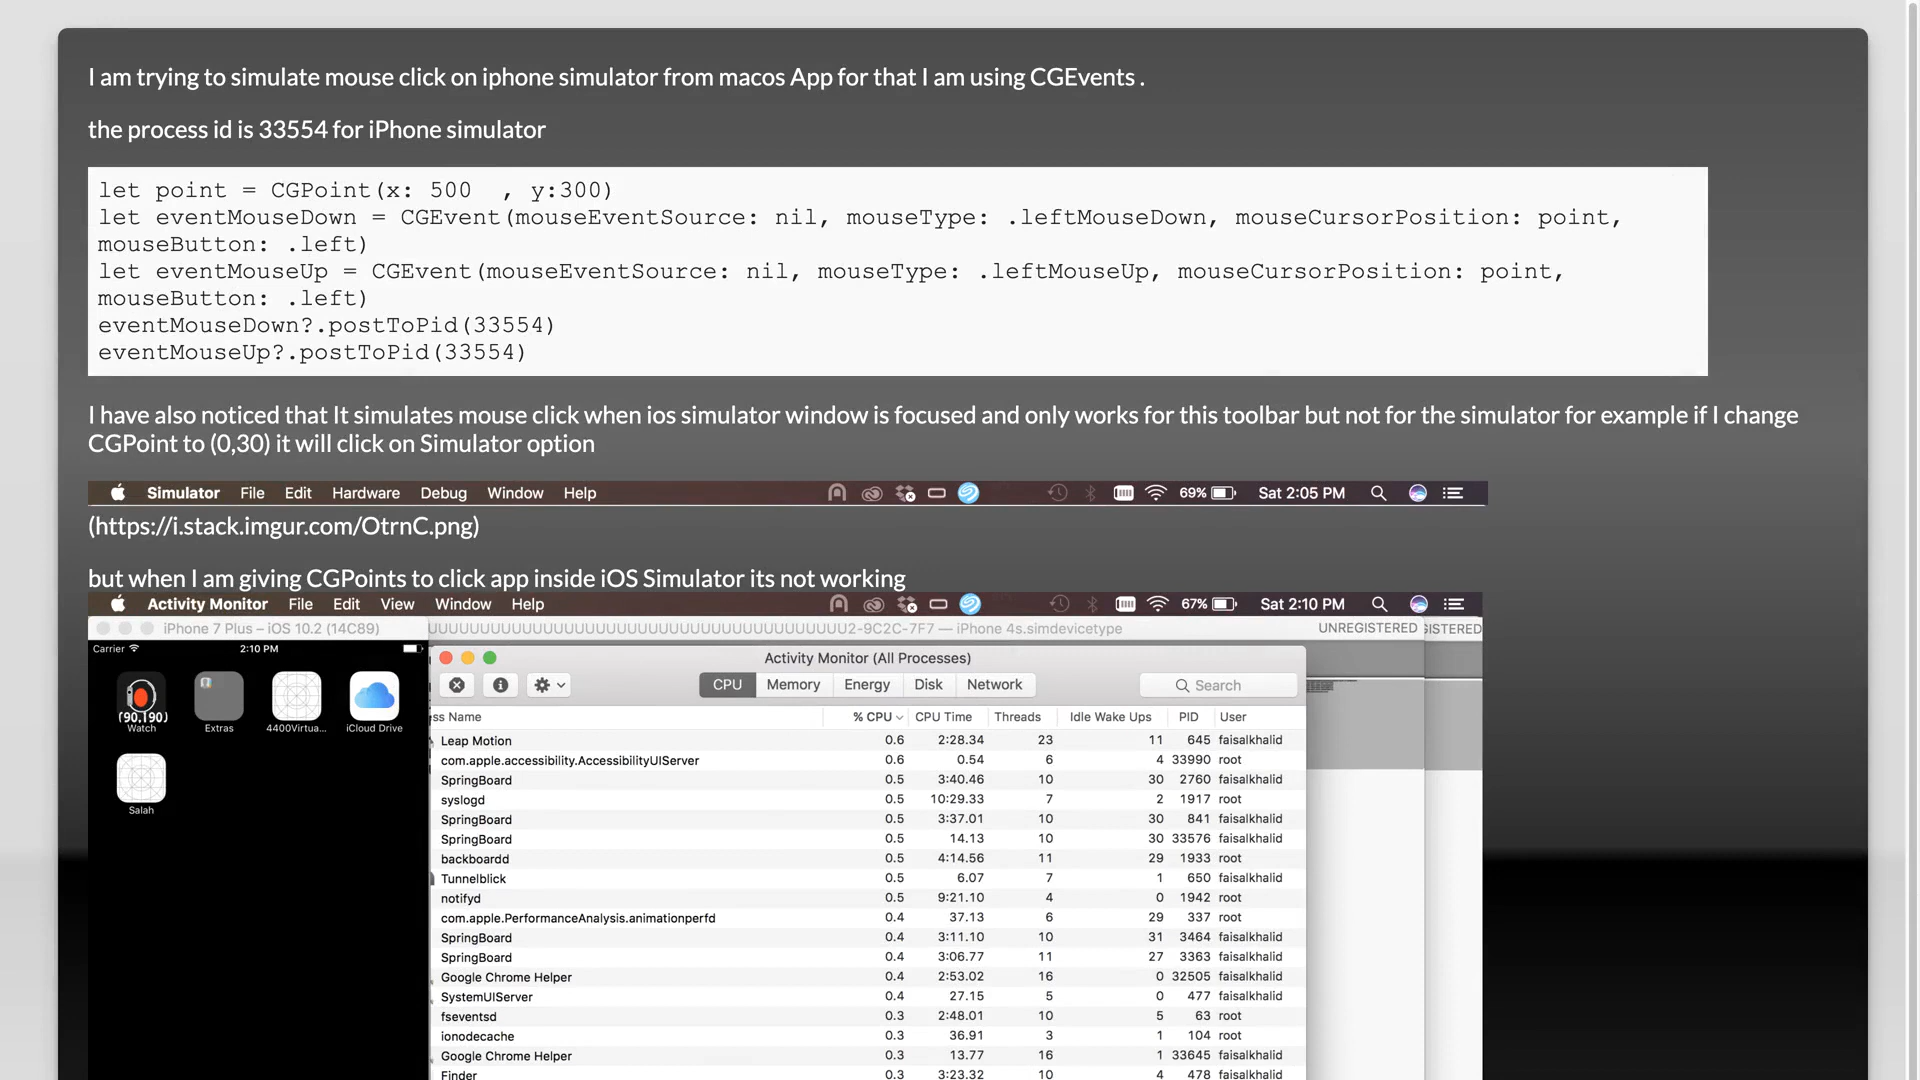 I am trying to simulate mouse click on iphone simulator from macos App for that I am using CGEvents .
the process id is 33554 for iPhone simulator
let point = CGPoint(x: 500  , y:300)
let eventMouseDown = CGEvent(mouseEventSource: nil, mouseType: .leftMouseDown, mouseCursorPosition: point,
mouseButton: .left)
let eventMouseUp = CGEvent(mouseEventSource: nil, mouseType: .leftMouseUp, mouseCursorPosition: point,
mouseButton: .left)
eventMouseDown?.postToPid(33554)
eventMouseUp?.postToPid(33554)
I have also noticed that It simulates mouse click when ios simulator window is focused and only works for this toolbar but not for the simulator for example if I change
CGPoint to (0,30) it will click on Simulator option
Simulator File Edit Hardware Debug Window Help 69% Sat 2:05 PM
(https://i.stack.imgur.com/OtrnC.png)
but when I am giving CGPoints to click app inside iOS Simulator its not working
Activity Monitor File Edit View Window Help 67% Sat 2:10 PM
iPhone 7 Plus – iOS 10.2 (14C89) 2-9C2C-7F7 — iPhone 4s.simdevicetype UNREGISTERED ISTERED
Carrier 2:10 PM
Activity Monitor (All Processes)
CPU Memory Energy Disk Network Search
(90,190)
Watch Extras 4400Virtua... iCloud Drive
Salah
ss Name % CPU CPU Time Threads Idle Wake Ups PID User
Leap Motion 0.6 2:28.34 23 11 645 faisalkhalid
com.apple.accessibility.AccessibilityUIServer 0.6 0.54 6 4 33990 root
SpringBoard 0.5 3:40.46 10 30 2760 faisalkhalid
syslogd 0.5 10:29.33 7 2 1917 root
SpringBoard 0.5 3:37.01 10 30 841 faisalkhalid
SpringBoard 0.5 14.13 10 30 33576 faisalkhalid
backboardd 0.5 4:14.56 11 29 1933 root
Tunnelblick 0.5 6.07 7 1 650 faisalkhalid
notifyd 0.5 9:21.10 4 0 1942 root
com.apple.PerformanceAnalysis.animationperfd 0.4 37.13 6 29 337 root
SpringBoard 0.4 3:11.10 10 31 3464 faisalkhalid
SpringBoard 0.4 3:06.77 11 27 3363 faisalkhalid
Google Chrome Helper 0.4 2:53.02 16 0 32505 faisalkhalid
SystemUIServer 0.4 27.15 5 0 477 faisalkhalid
fseventsd 0.3 2:48.01 10 5 63 root
ionodecache 0.3 36.91 3 1 104 root
Google Chrome Helper 0.3 13.77 16 1 33645 faisalkhalid
Finder 0.3 3:23.32 10 4 478 faisalkhalid